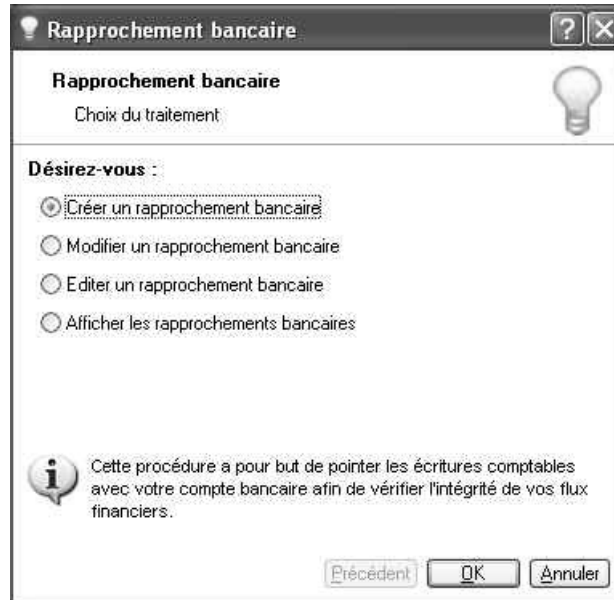 Rapprochement bancaire
Rapprochement bancaire
Choix du traitement
Désirez-vous :
Créer un rapprochement bancaire
Modifier un rapprochement bancaire
Editer un rapprochement bancaire
Afficher les rapprochements bancaires
Cette procédure a pour but de pointer les écritures comptables
avec votre compte bancaire afin de vérifier l'intégrité de vos flux
financiers.
Précédent OK Annuler